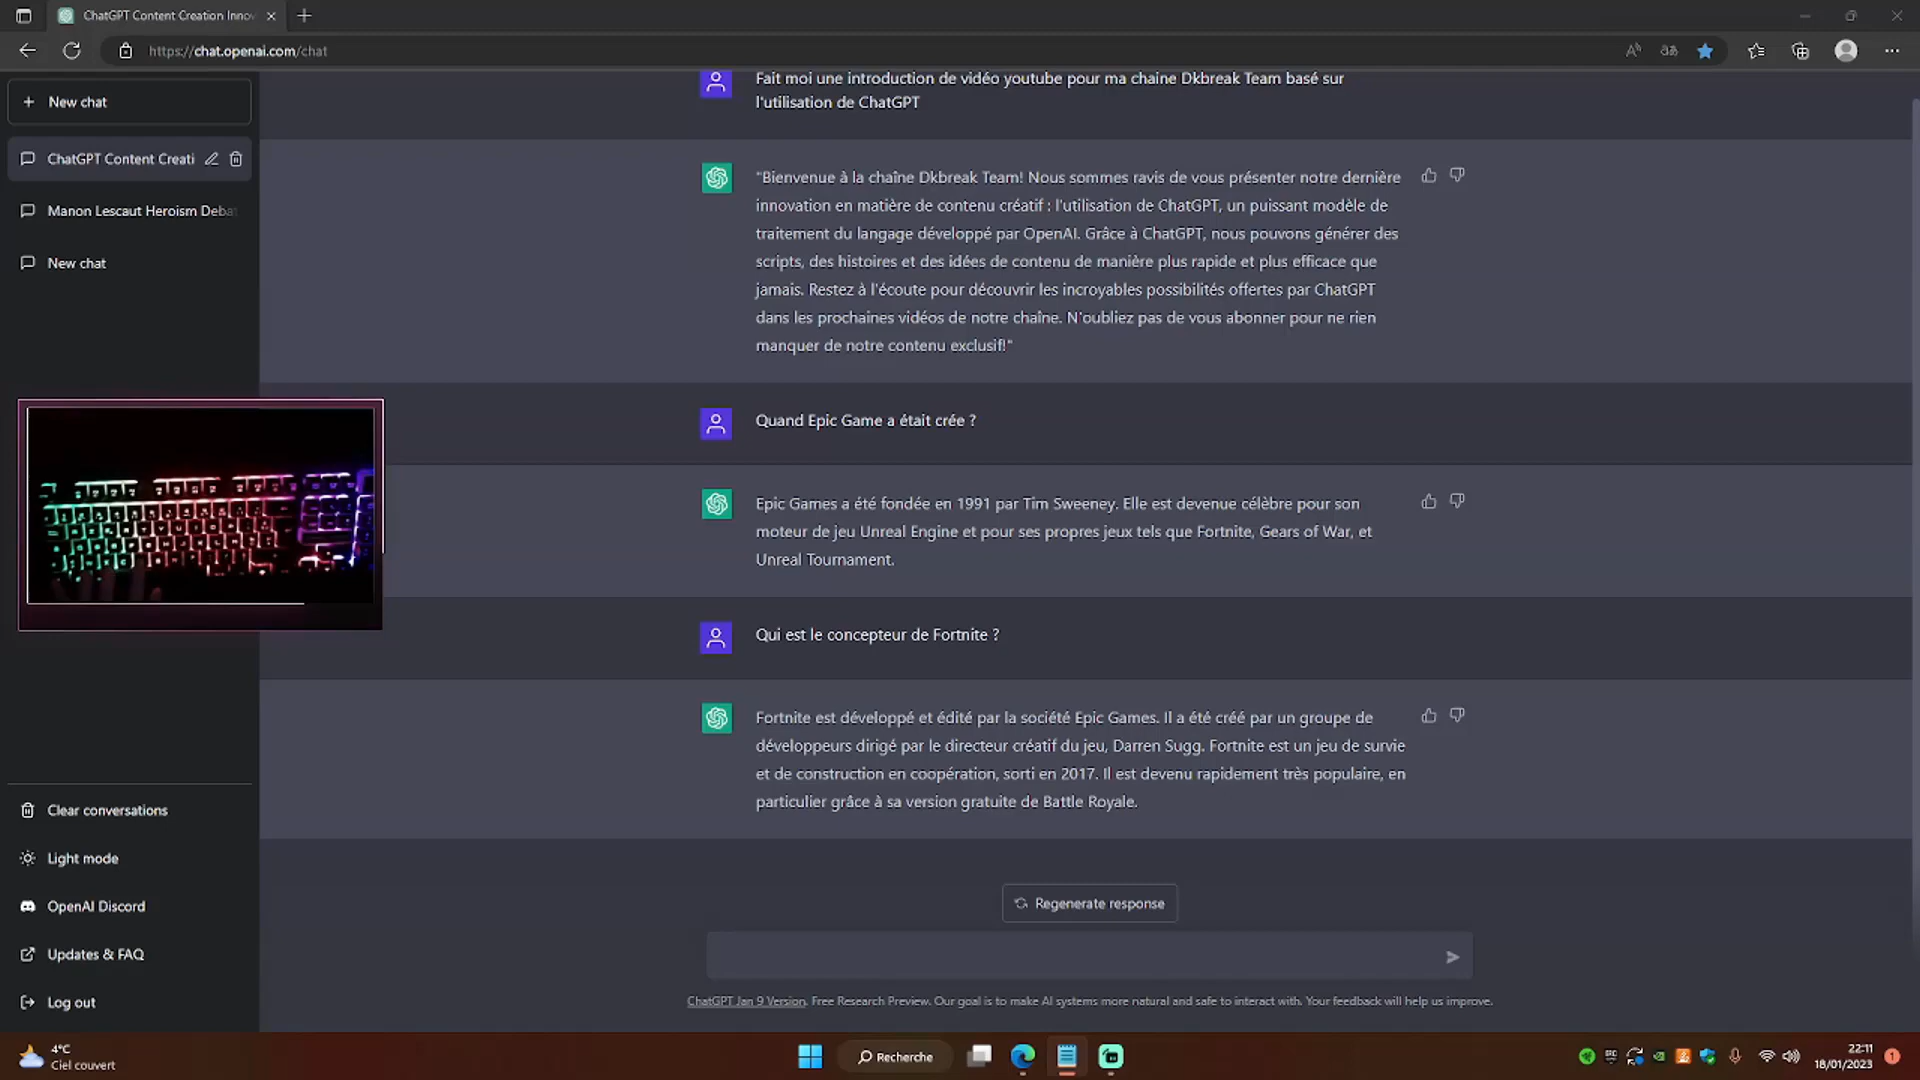 ChatGPT Content Creation Innov
https://chat.openai.com/chat
New chat
ChatGPT Content Creati
Manon Lescaut Heroism Deba
New chat
Fait moi une introduction de vidéo youtube pour ma chaine Dkbreak Team basé sur
l'utilisation de ChatGPT
"Bienvenue à la chaîne Dkbreak Team! Nous sommes ravis de vous présenter notre dernière
innovation en matière de contenu créatif : l'utilisation de ChatGPT, un puissant modèle de
traitement du langage développé par OpenAI. Grâce à ChatGPT, nous pouvons générer des
scripts, des histoires et des idées de contenu de manière plus rapide et plus efficace que
jamais. Restez à l'écoute pour découvrir les incroyables possibilités offertes par ChatGPT
dans les prochaines vidéos de notre chaîne. N'oubliez pas de vous abonner pour ne rien
manquer de notre contenu exclusif!"
Quand Epic Game a était crée ?
Epic Games a été fondée en 1991 par Tim Sweeney. Elle est devenue célèbre pour son
moteur de jeu Unreal Engine et pour ses propres jeux tels que Fortnite, Gears of War, et
Unreal Tournament.
Qui est le concepteur de Fortnite ?
Fortnite est développé et édité par la société Epic Games. Il a été créé par un groupe de
développeurs dirigé par le directeur créatif du jeu, Darren Sugg. Fortnite est un jeu de survie
et de construction en coopération, sorti en 2017. Il est devenu rapidement très populaire, en
particulier grâce à sa version gratuite de Battle Royale.
Clear conversations
Light mode
OpenAI Discord
Updates & FAQ
Log out
Regenerate response
ChatGPT Jan 9 Version. Free Research Preview. Our goal is to make AI systems more natural and safe to interact with. Your feedback will help us improve.
4°C
Ciel couvert
Recherche
22:11
18/01/2023
1